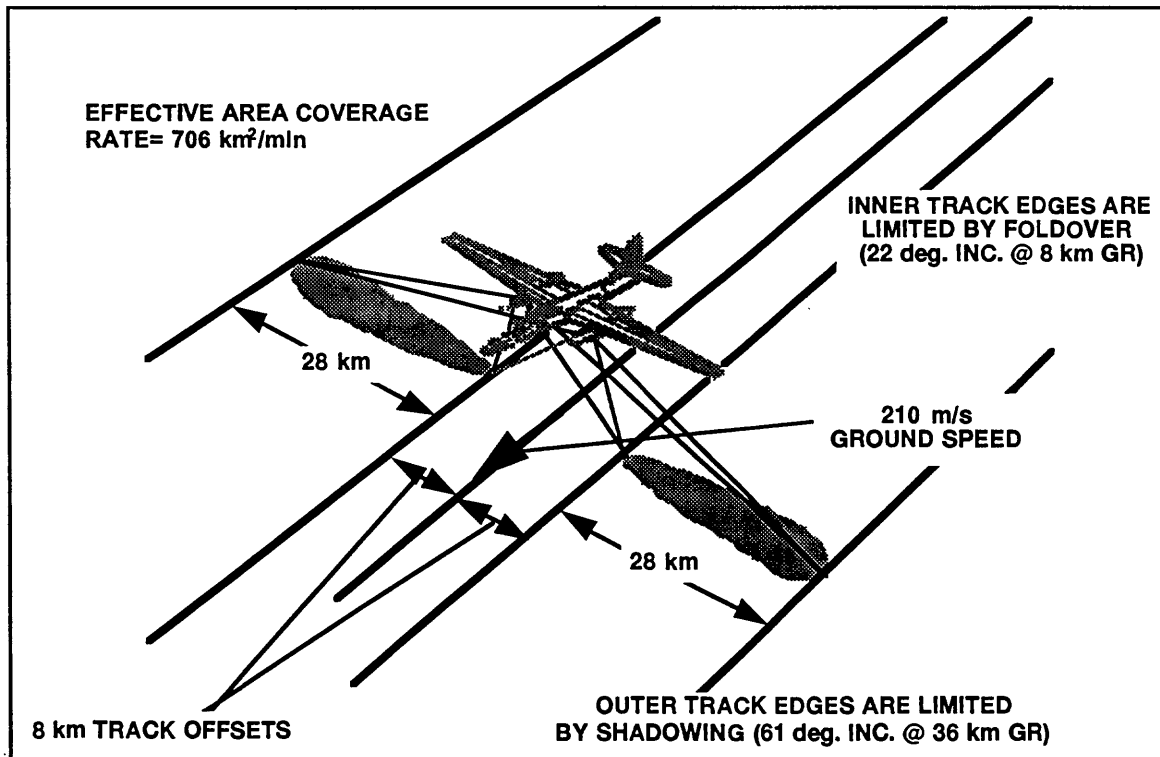 EFFECTIVE AREA COVERAGE
RATE= 706 km²/mln
INNER TRACK EDGES ARE
LIMITED BY FOLDOVER
(22 deg. INC. @ 8 km GR)
28 km
210 m/s
GROUND SPEED
28 km
8 km TRACK OFFSETS
OUTER TRACK EDGES ARE LIMITED
BY SHADOWING (61 deg. INC. @ 36 km GR)